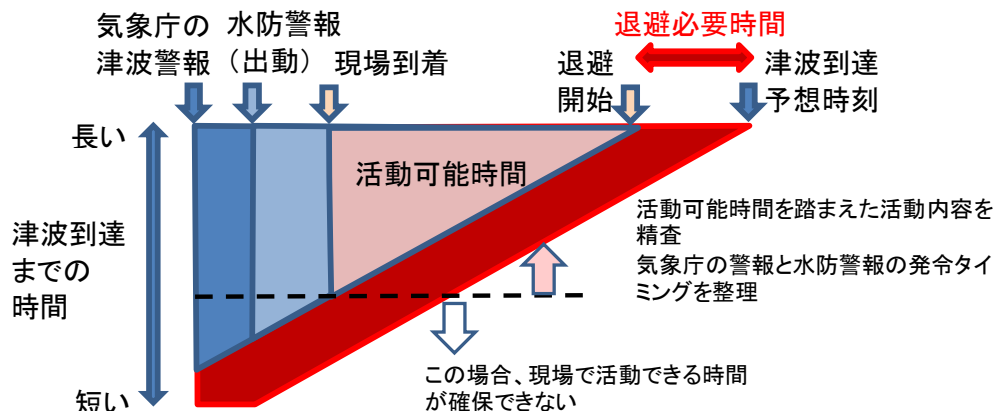 退避必要時間
気象庁の
津波警報
水防警報
(出動)
現場到着
退避
開始
津波到達
予想時刻
長い
活動可能時間
津波到達
までの
時間
活動可能時間を踏まえた活動内容を
精査
気象庁の警報と水防警報の発令タイ
ミングを整理
この場合、現場で活動できる時間
が確保できない
短い